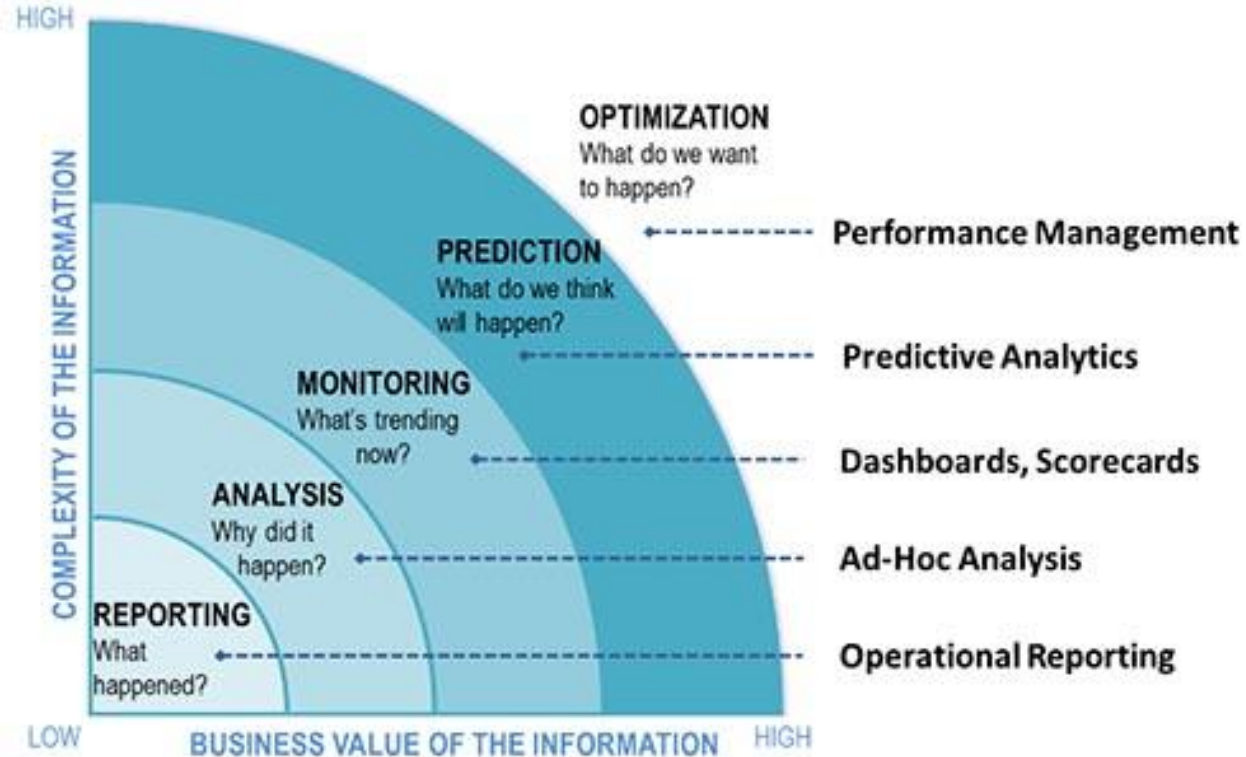 HIGH
OPTIMIZATION
What do we want
to happen?
Performance Management
PREDICTION
What do we think
will happen?
Predictive Analytics
MONITORING
What's trending
now?
Dashboards, Scorecards
ANALYSIS
Why did it
happen?
Ad-Hoc Analysis
REPORTING
What
happened?
Operational Reporting
COMPLEXITY OF THE INFORMATION
LOW
BUSINESS VALUE OF THE INFORMATION
HIGH